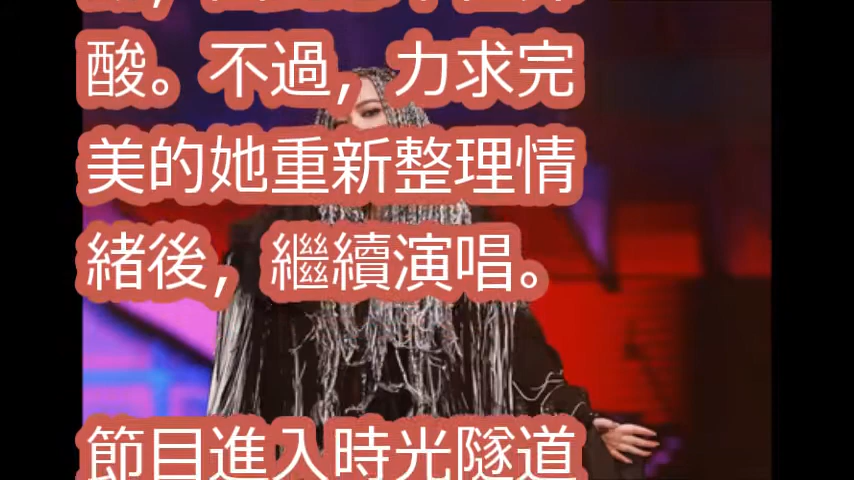 酸。不過，力求完
美的她重新整理情
緒後，繼續演唱。
節目進入時光隧道